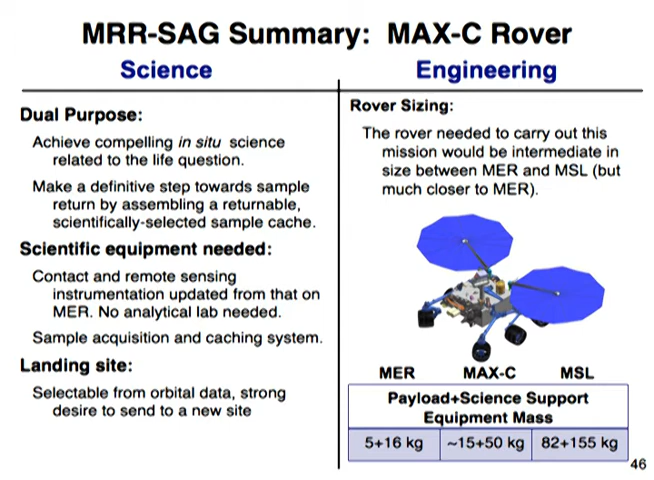 MRR-SAG Summary: MAX-C Rover
Science
Dual Purpose:
Achieve compelling in situ science
related to the life question.
Make a definitive step towards sample
return by assembling a returnable,
scientifically-selected sample cache.
Scientific equipment needed:
Contact and remote sensing
instrumentation updated from that on
MER. No analytical lab needed.
Sample acquisition and caching system.
Landing site:
Selectable from orbital data, strong
desire to send to a new site
Engineering
Rover Sizing:
The rover needed to carry out this
mission would be intermediate in
size between MER and MSL (but
much closer to MER).
MER MAX-C MSL
Payload+Science Support
Equipment Mass
5+16 kg ~15+50 kg 82+155 kg
46